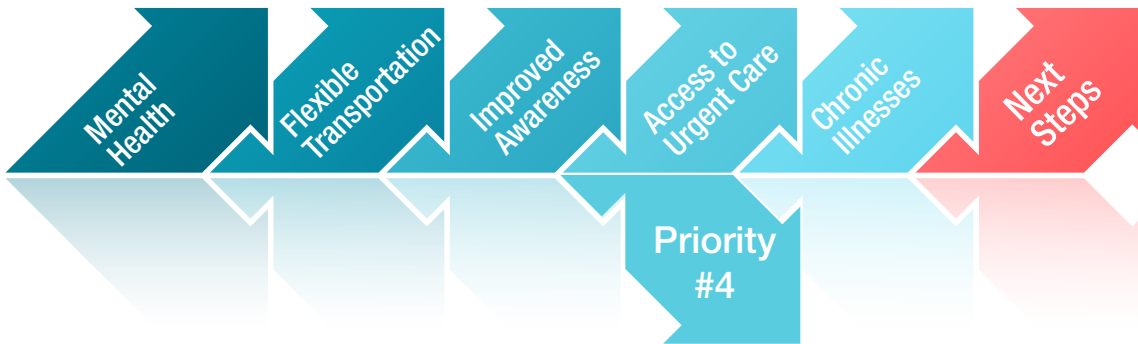 Mental
Health
Flexible
Transportation
Improved
Awareness
Access to
Urgent Care
Chronic
Illnesses
Next
Steps
Priority
#4